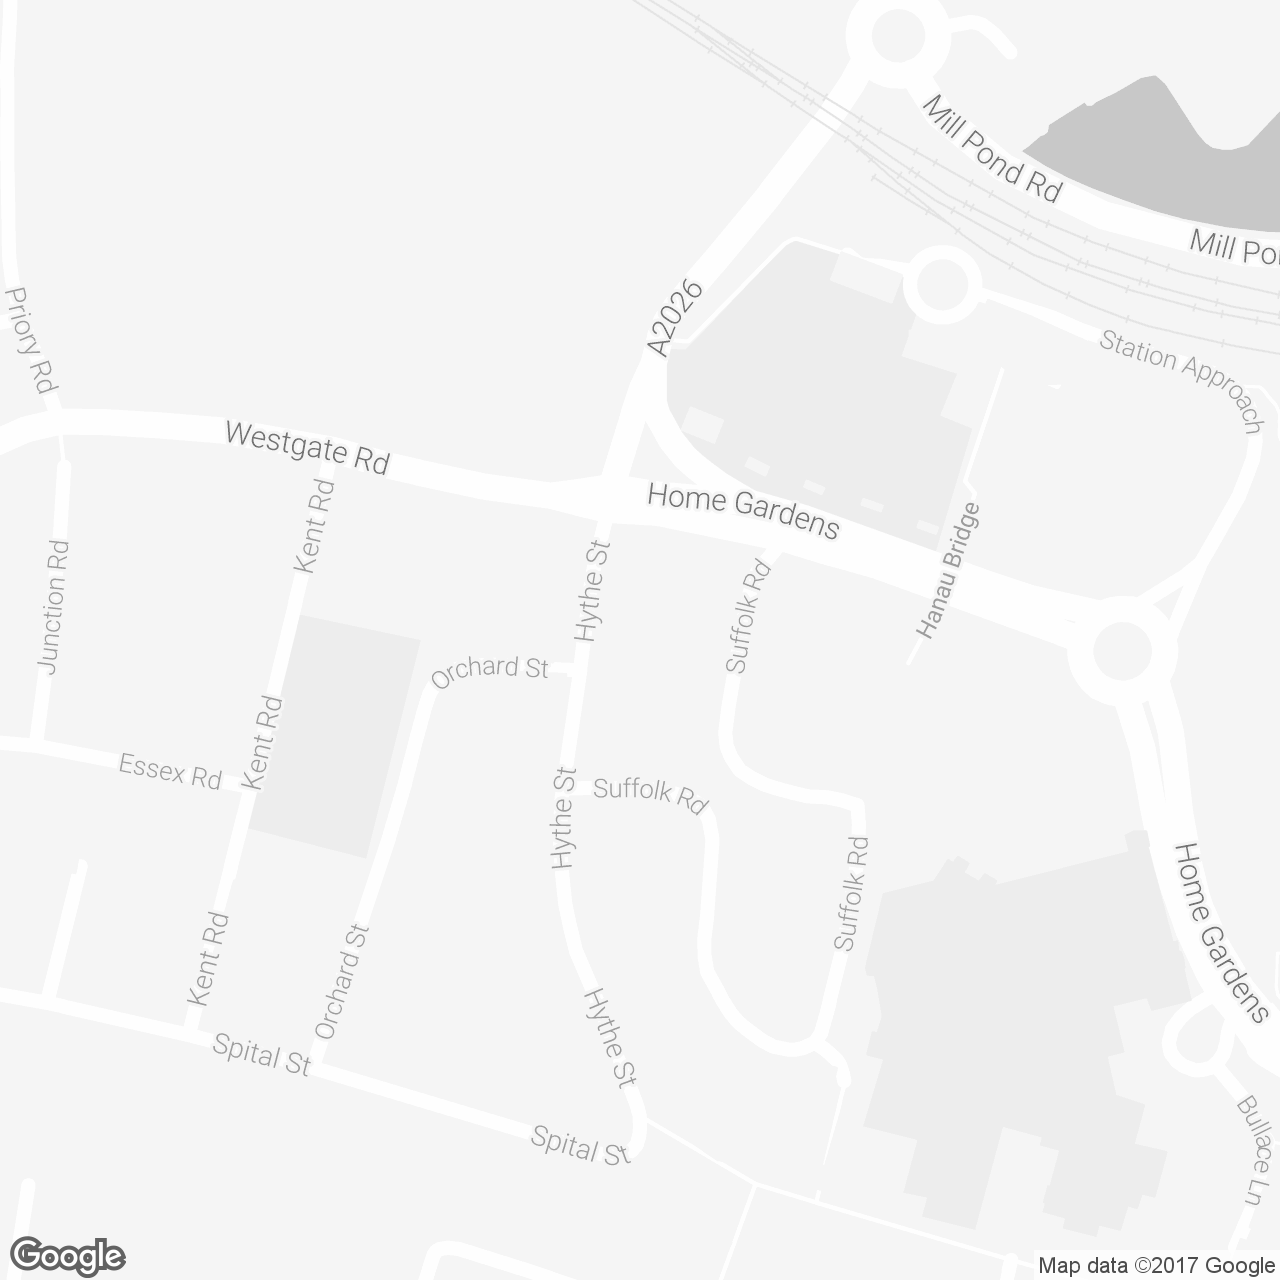 Mill Pond Rd
Mill Po
A2026
Priory Rd
Station Approach
Westgate Rd
Home Gardens
Kent Rd
Hanau Bridge
Junction Rd
Hythe St
Suffolk Rd
Orchard St
Kent Rd
Essex Rd
Hythe St
Suffolk Rd
Suffolk Rd
Home Gardens
Kent Rd
Orchard St
Hythe St
Spital St
Spital St
Bullace Ln
Google
Map data ©2017 Google